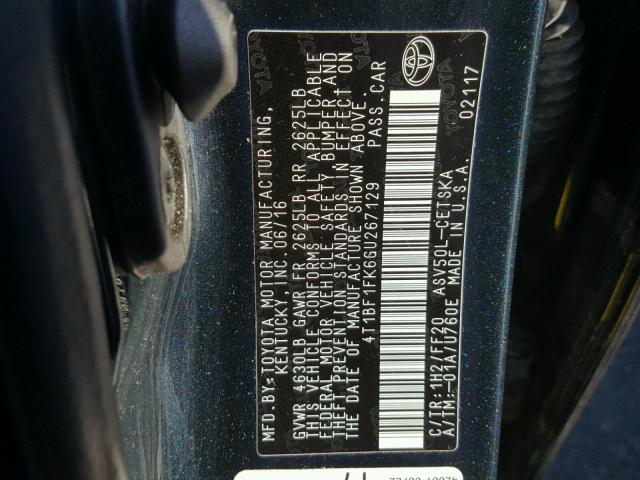 MFD.BY:TOYOTA MOTOR MANUFACTURING,
KENTUCKY, INC. 06/16
GVWR 4630LB GAWR FR 2625LB RR 2625LB
THIS VEHICLE CONFORMS TO ALL APPLICABLE
FEDERAL MOTOR VEHICLE SAFETY, BUMPER, AND
THEFT PREVENTION STANDARDS IN EFFECT ON
THE DATE OF MANUFACTURE SHOWN ABOVE.
4T1BF1FK6GU267129 PASS.CAR
C/TR:1H2/FF20 ASV50L-CETSKA
A/TM:-01A/U760E MADE IN U.S.A.
02117
TOYOTA
TOYOTA